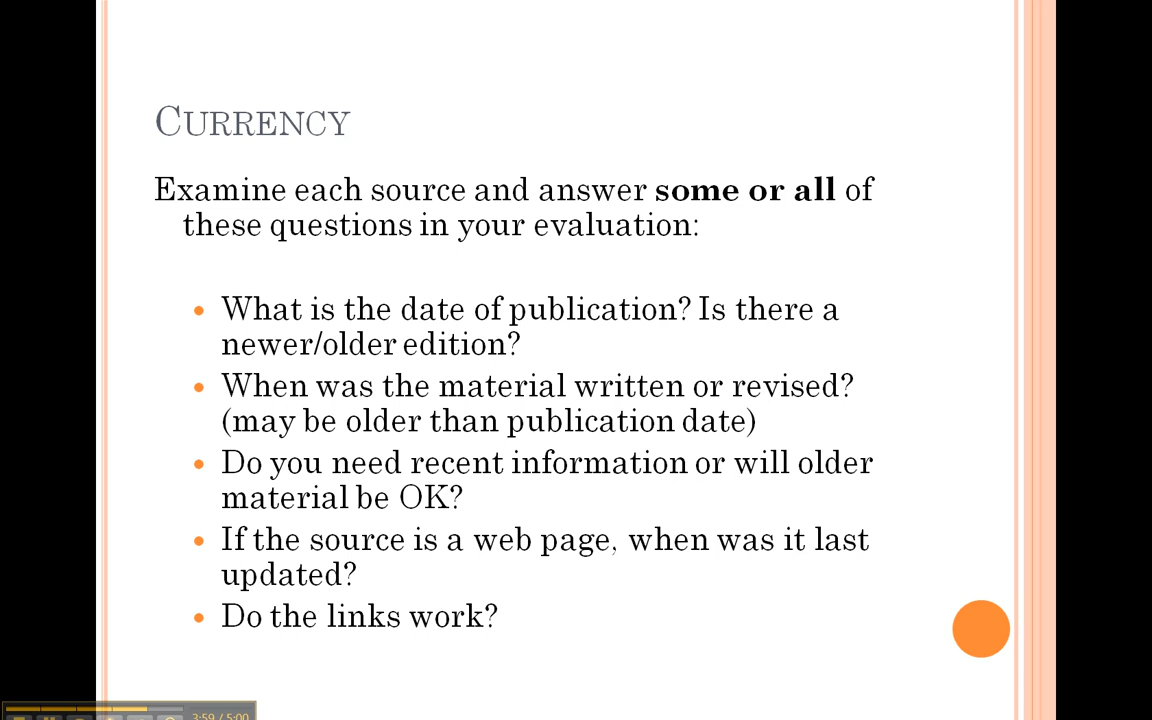 CURRENCY
Examine each source and answer some or all of
these questions in your evaluation:
• What is the date of publication? Is there a
newer/older edition?
• When was the material written or revised?
(may be older than publication date)
• Do you need recent information or will older
material be OK?
• If the source is a web page, when was it last
updated?
• Do the links work?
3:59 / 5:00